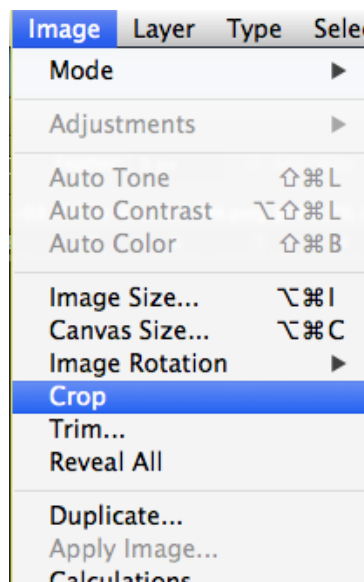 Image Layer Type
Mode ▶
Adjustments ▶
Auto Tone ⇧⌘L
Auto Contrast ⌥⇧⌘L
Auto Color ⇧⌘B
Image Size... ⌥⌘I
Canvas Size... ⌥⌘C
Image Rotation ▶
Crop
Trim...
Reveal All
Duplicate...
Apply Image...
Calculations